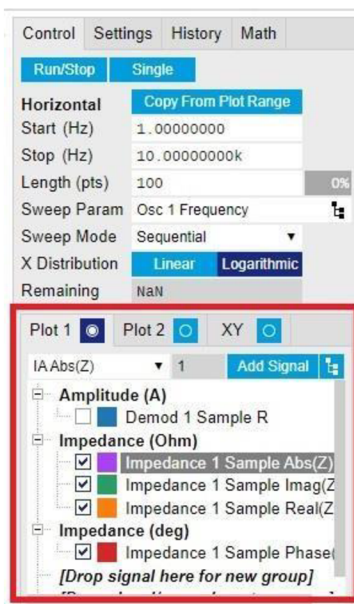 Control Settings History Math
Run/Stop Single
Horizontal Copy From Plot Range
Start (Hz) 1.00000000
Stop (Hz) 10.0000000k
Length (pts) 100 0%
Sweep Param Osc 1 Frequency
Sweep Mode Sequential
X Distribution Linear Logarithmic
Remaining NaN
Plot 1 Plot 2 XY
IA Abs(Z) 1 Add Signal
Amplitude (A)
Demod 1 Sample R
Impedance (Ohm)
Impedance 1 Sample Abs(Z)
Impedance 1 Sample Imag(Z
Impedance 1 Sample Real(Z
Impedance (deg)
Impedance 1 Sample Phase(
[Drop signal here for new group]